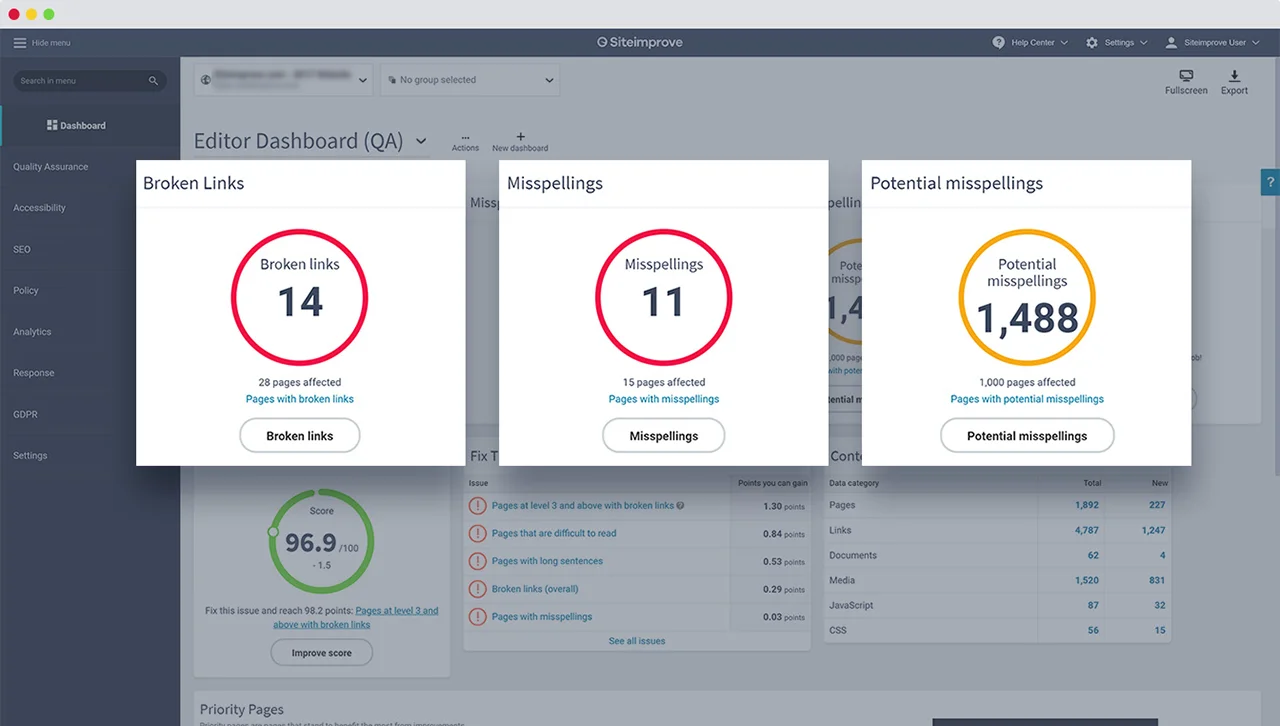 Hide menu
Siteimprove
Help Center
Settings
Siteimprove User
Search in menu
No group selected
Fullscreen
Export
Dashboard
Editor Dashboard (QA)
Actions
New dashboard
Quality Assurance
Accessibility
SEO
Policy
Analytics
Response
GDPR
Settings
?
Broken Links
Broken links
14
28 pages affected
Pages with broken links
Broken links
Misspellings
Misspellings
11
15 pages affected
Pages with misspellings
Misspellings
Potential misspellings
Potential
misspellings
1,488
1,000 pages affected
Pages with potential misspellings
Potential misspellings
Score
96.9 /100
- 1.5
Fix this issue and reach 98.2 points: Pages at level 3 and
above with broken links
Improve score
Fix T
Issue Points you can gain
Pages at level 3 and above with broken links 1.30 points
Pages that are difficult to read 0.84 points
Pages with long sentences 0.53 points
Broken links (overall) 0.29 points
Pages with misspellings 0.03 points
See all issues
Conte
Data category Total New
Pages 1,892 227
Links 4,787 1,247
Documents 62 4
Media 1,520 831
JavaScript 87 32
CSS 56 15
Priority Pages